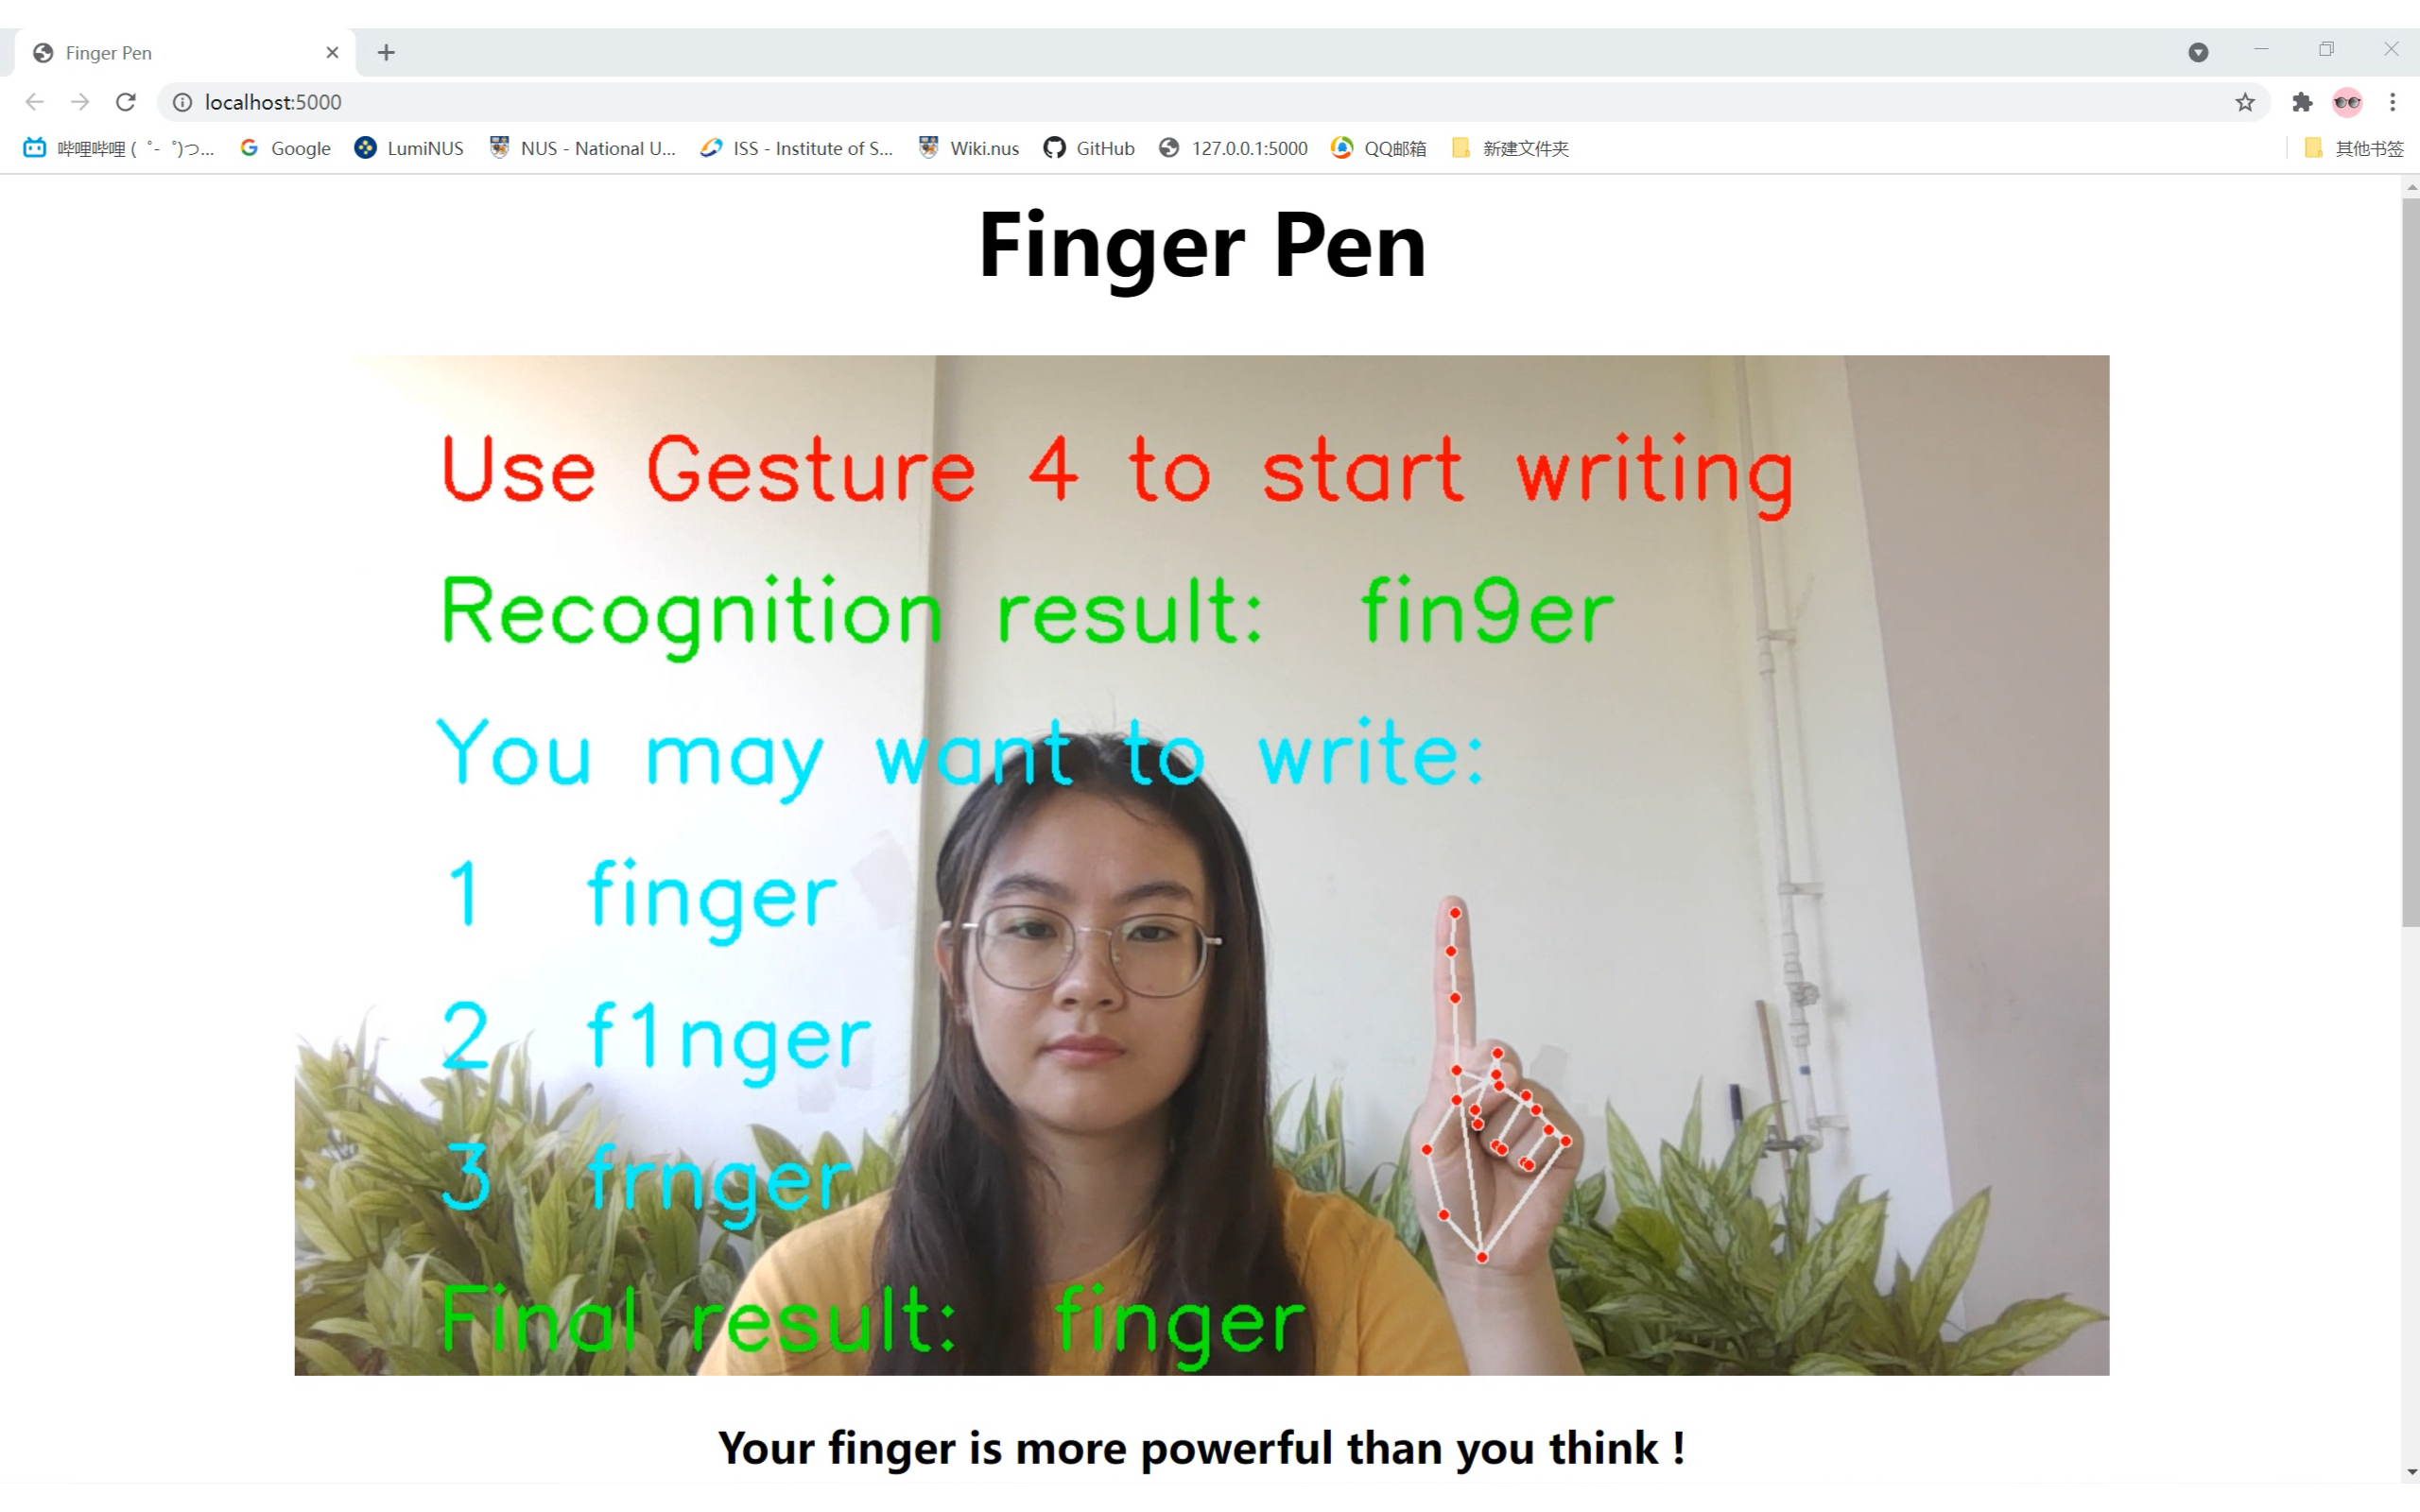 Finger Pen
localhost:5000
哔哩哔哩 ( ゜- ゜)つ... Google LumiNUS NUS - National U... ISS - Institute of S... Wiki.nus GitHub 127.0.0.1:5000 QQ邮箱 新建文件夹 其他书签
Finger Pen
Use Gesture 4 to start writing
Recognition result: fin9er
You may want to write:
1 finger
2 f1nger
3 frnger
Final result: finger
Your finger is more powerful than you think !